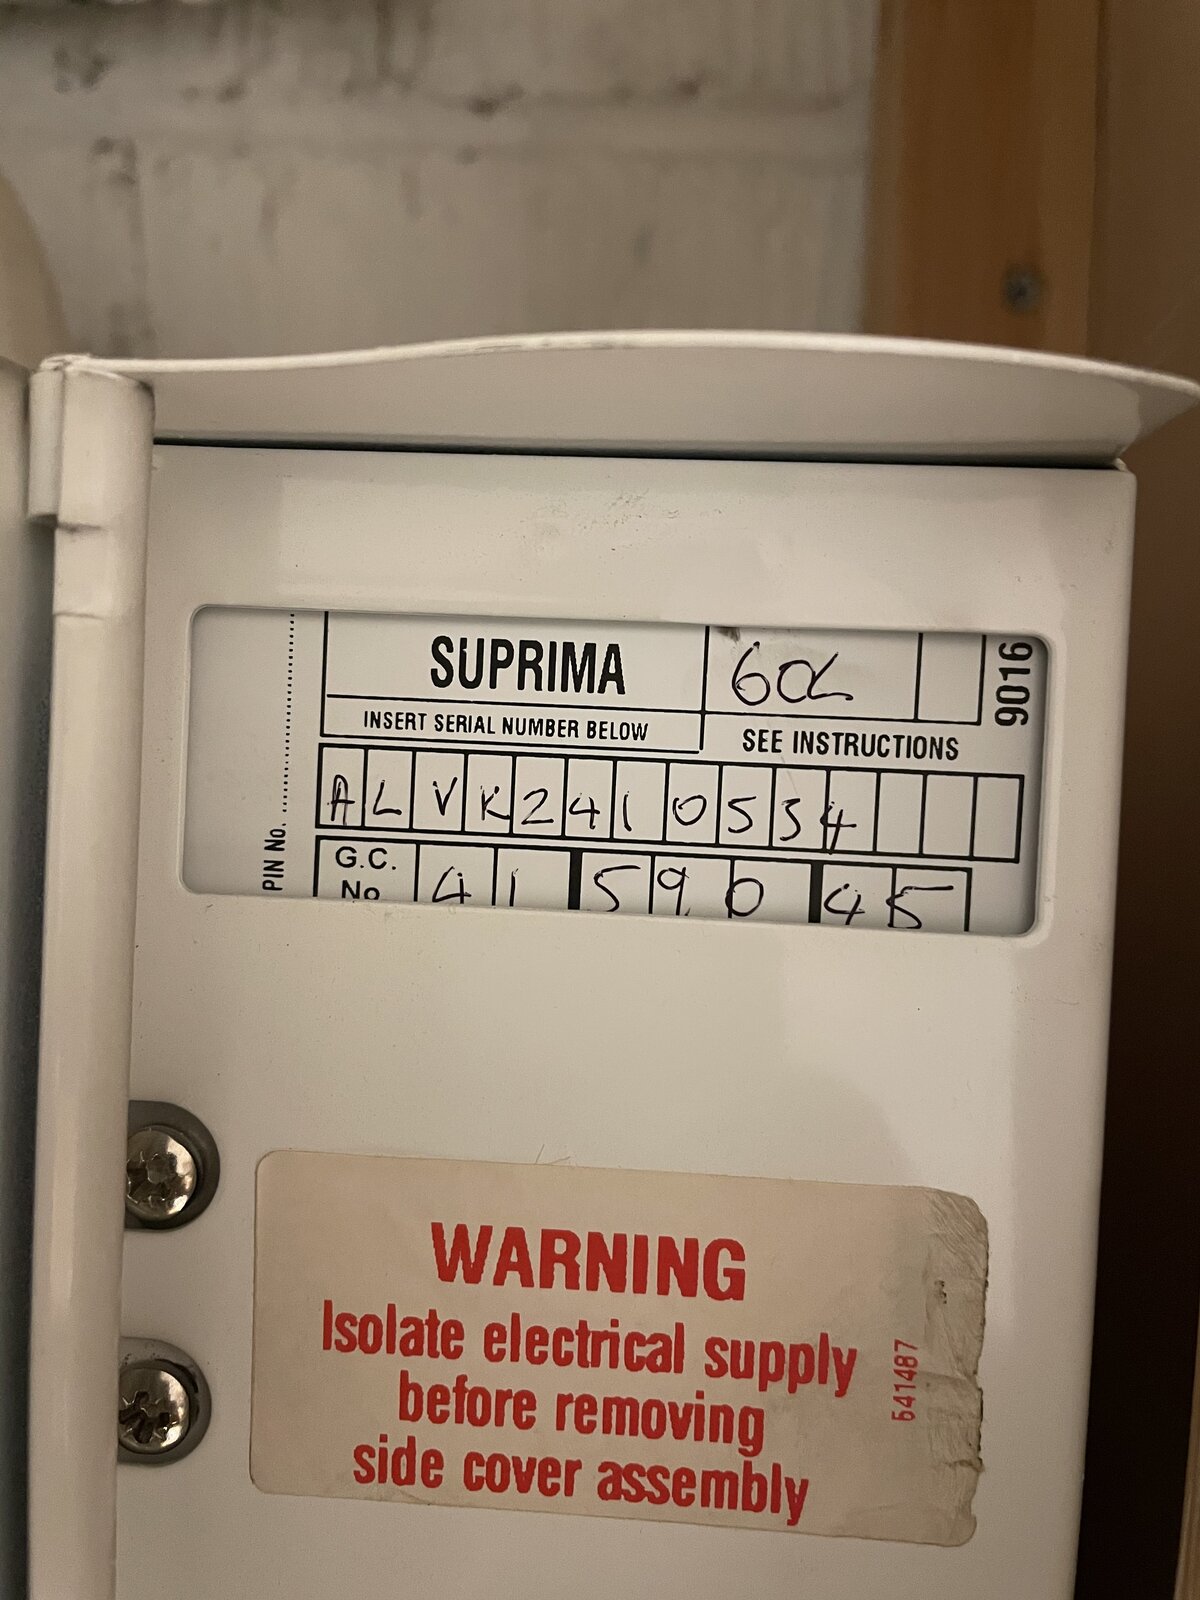 SUPRIMA 60L
INSERT SERIAL NUMBER BELOW SEE INSTRUCTIONS
9016
ALVK2410534
PIN No. ............
G.C. No 41 590 45
WARNING
Isolate electrical supply
before removing
side cover assembly
541487